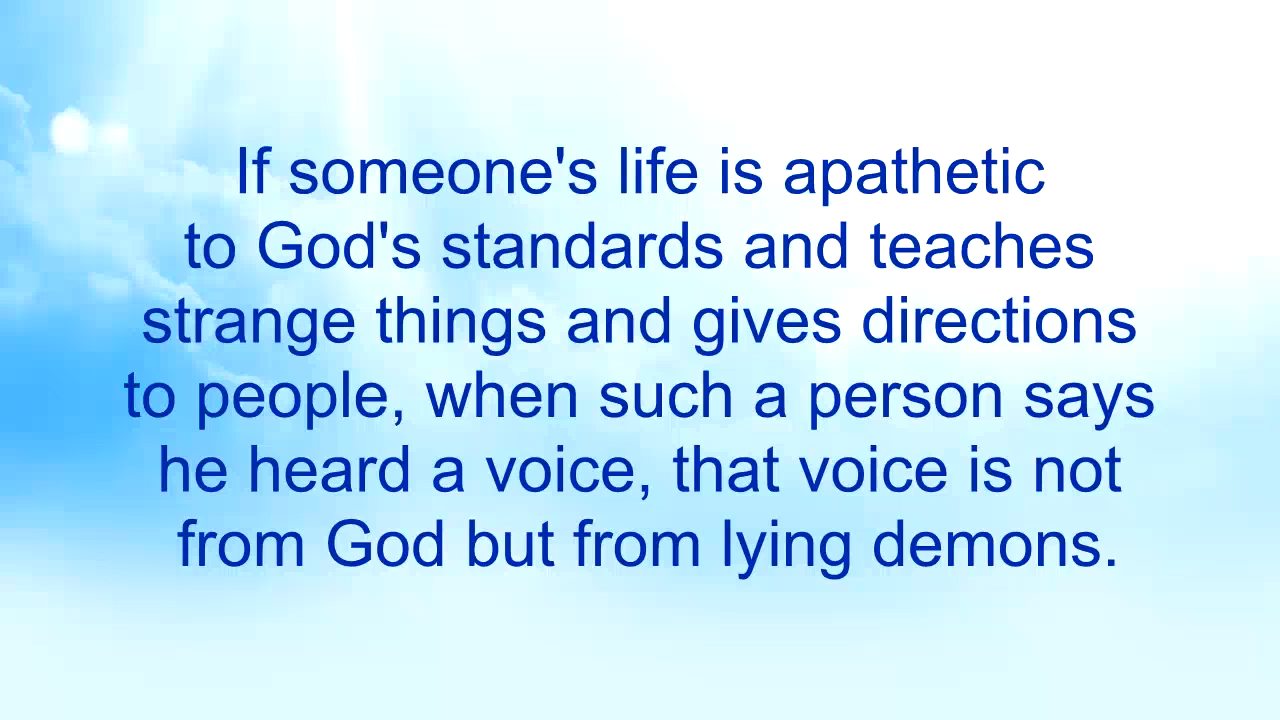 If someone's life is apathetic
to God's standards and teaches
strange things and gives directions
to people, when such a person says
he heard a voice, that voice is not
from God but from lying demons.